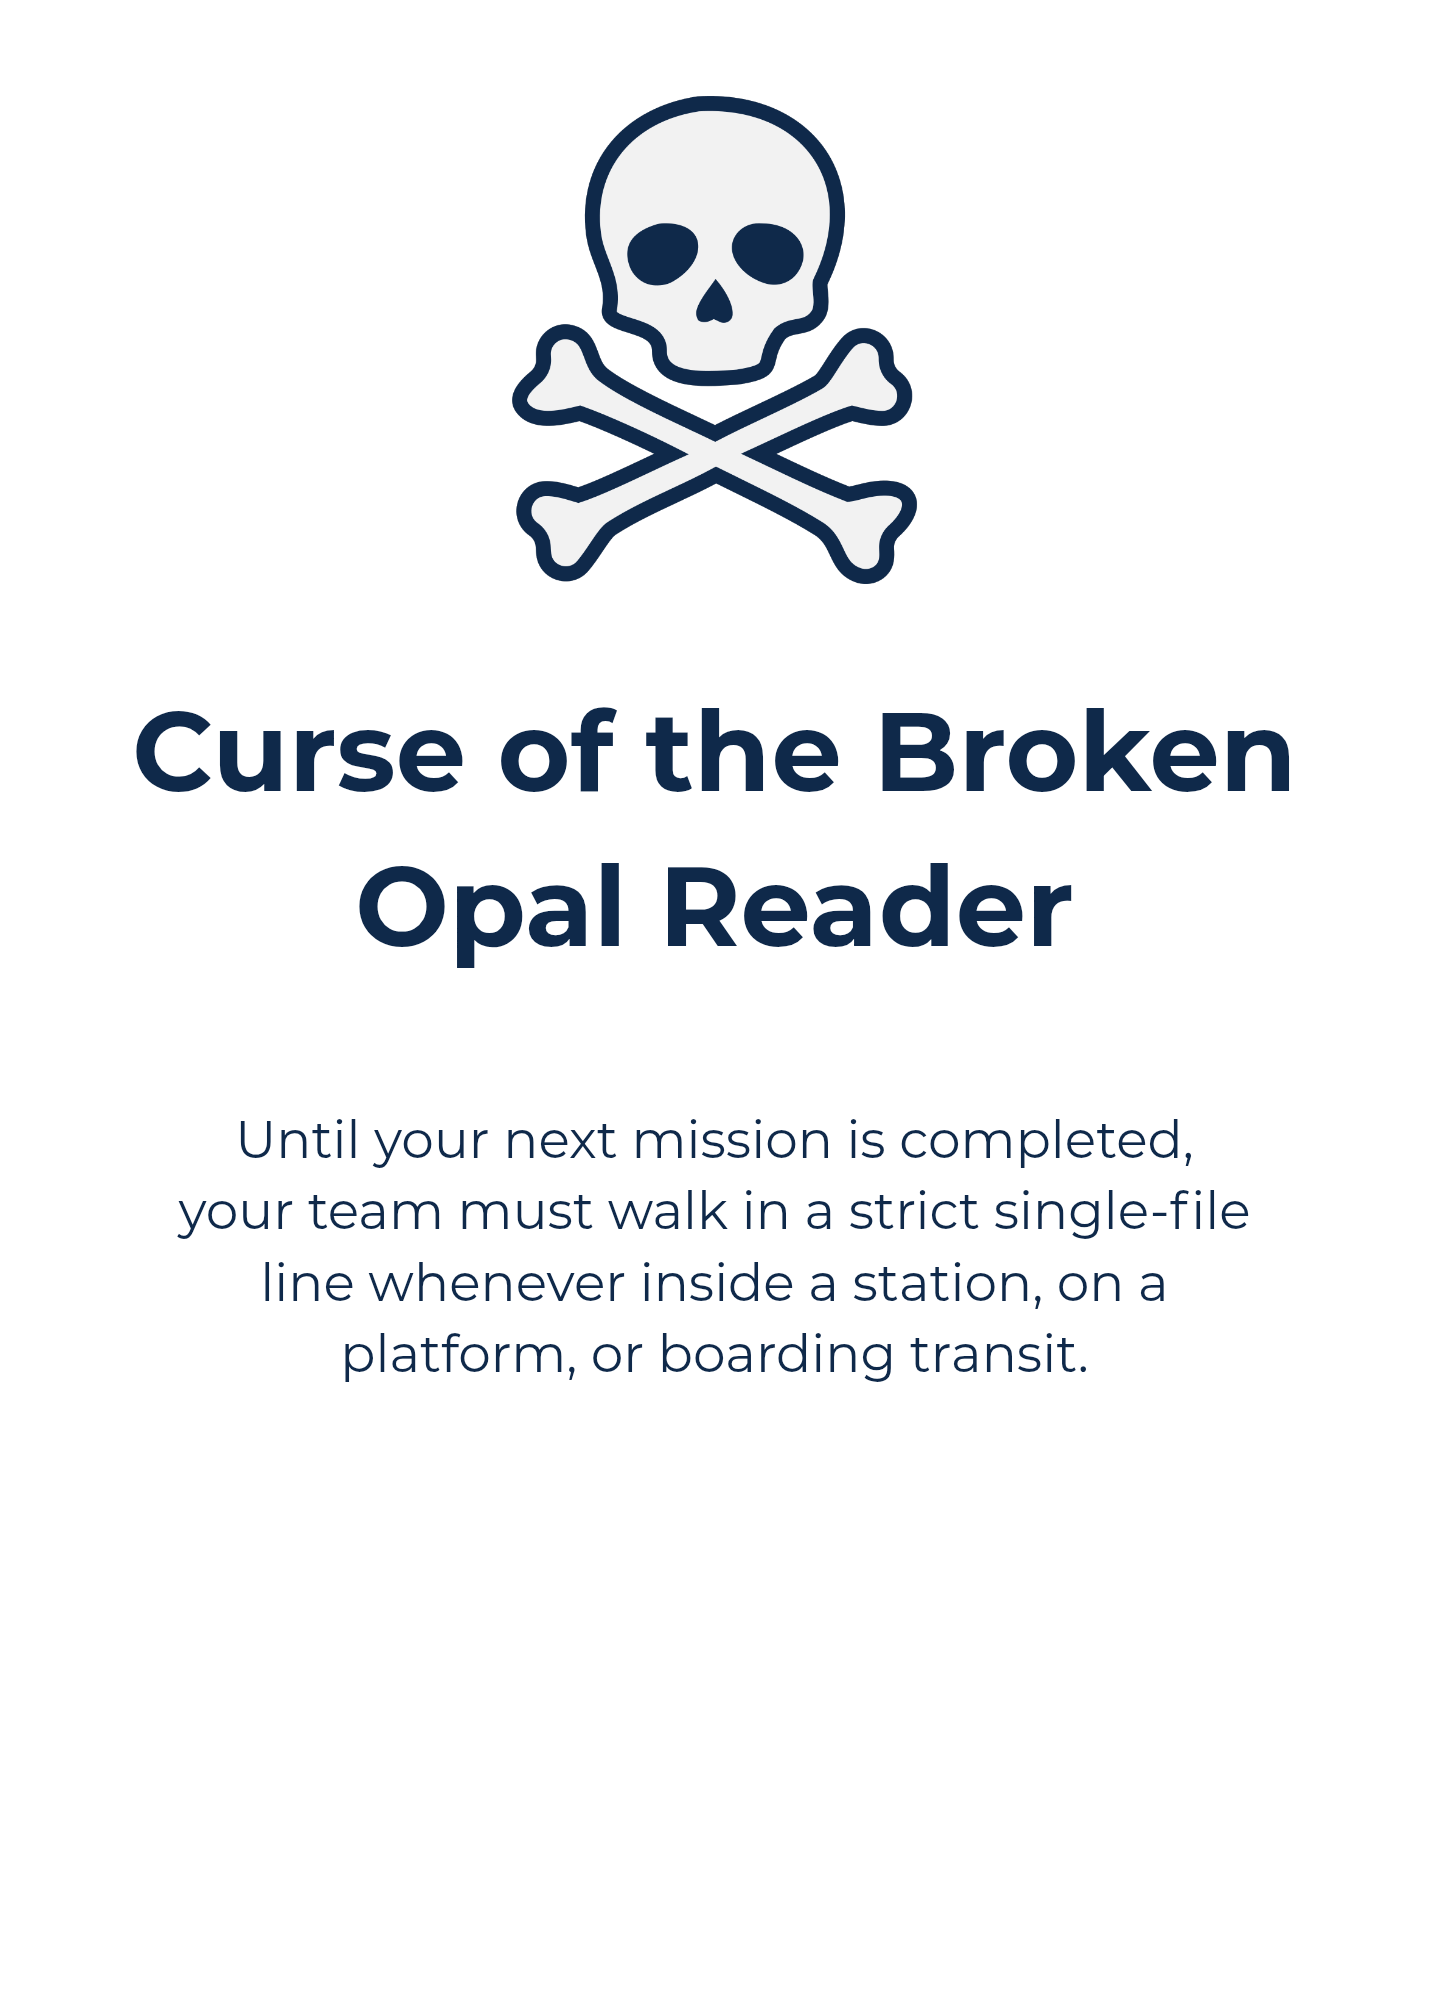 Curse of the Broken
Opal Reader
Until your next mission is completed,
your team must walk in a strict single-file
line whenever inside a station, on a
platform, or boarding transit.